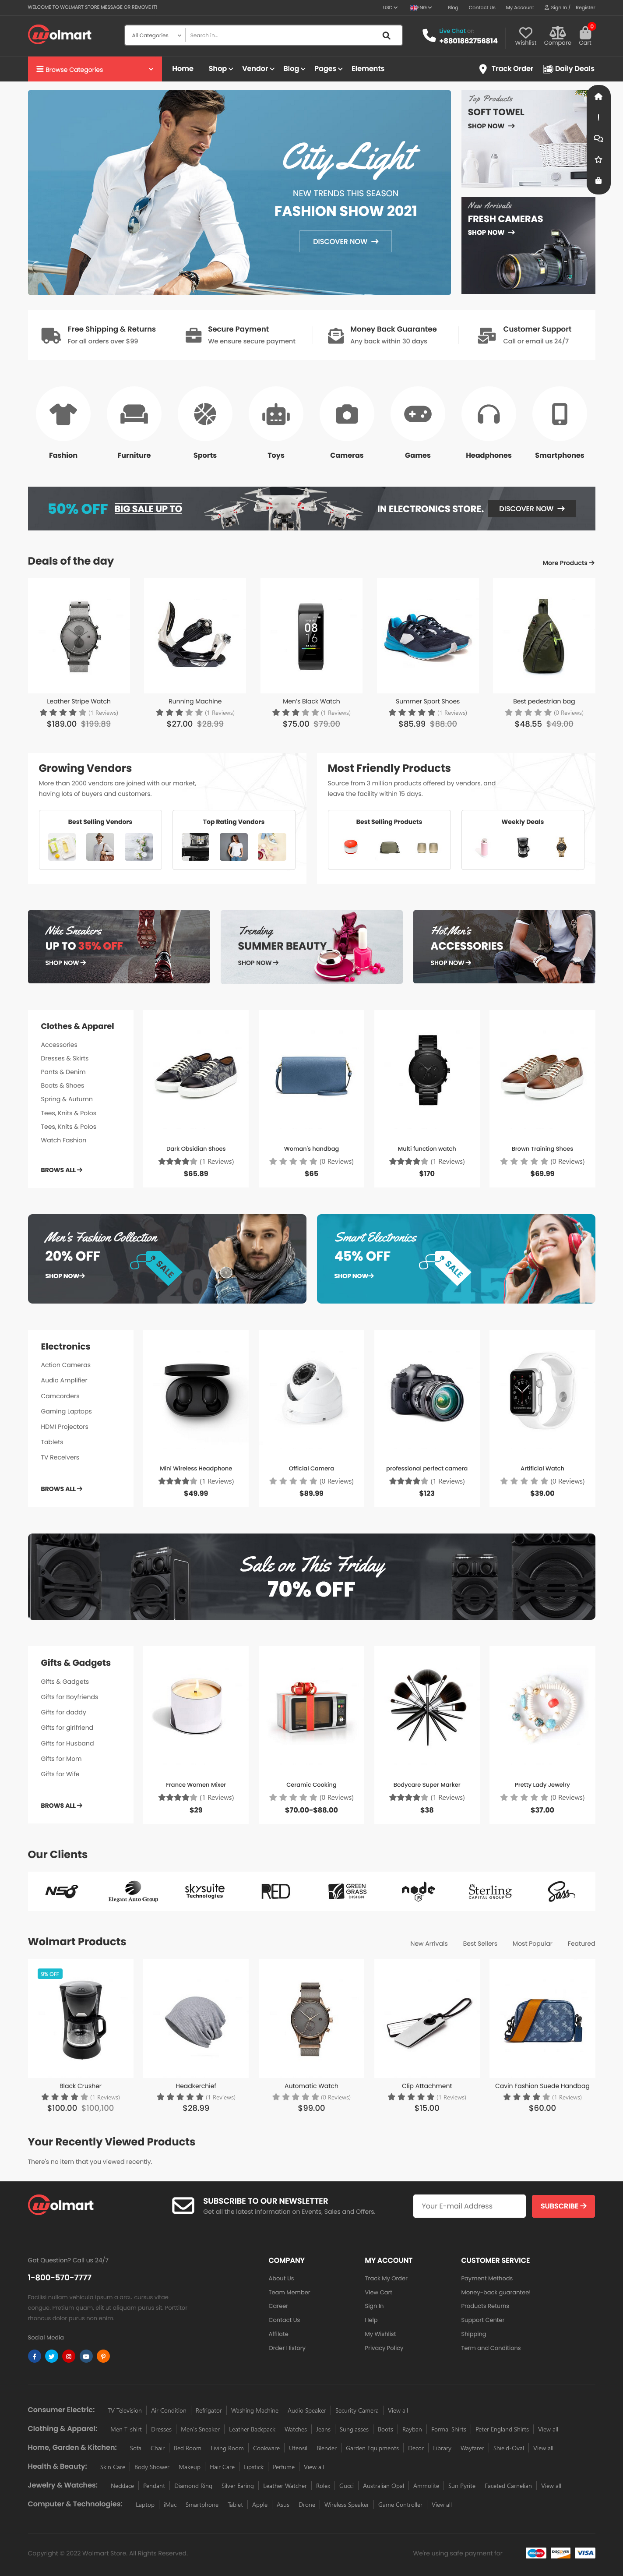 WELCOME TO WOLMART STORE MESSAGE OR REMOVE IT!
USD ENG Blog Contact Us My Account Sign In / Register
Wolmart
All Categories Search in...
Live Chat or:
+8801862756814
Wishlist Compare Cart 0
Browse Categories Home Shop Vendor Blog Pages Elements Track Order Daily Deals
City Light
NEW TRENDS THIS SEASON
FASHION SHOW 2021
DISCOVER NOW
Top Products
SOFT TOWEL
SHOP NOW
New Arrivals
FRESH CAMERAS
SHOP NOW
Free Shipping & Returns
For all orders over $99
Secure Payment
We ensure secure payment
Money Back Guarantee
Any back within 30 days
Customer Support
Call or email us 24/7
Fashion Furniture Sports Toys Cameras Games Headphones Smartphones
50% OFF BIG SALE UP TO IN ELECTRONICS STORE. DISCOVER NOW
Deals of the day
More Products
Leather Stripe Watch
(1 Reviews)
$189.00 $199.89
Running Machine
(1 Reviews)
$27.00 $28.99
Men's Black Watch
(1 Reviews)
$75.00 $79.00
Summer Sport Shoes
(1 Reviews)
$85.99 $88.00
Best pedestrian bag
(0 Reviews)
$48.55 $49.00
Growing Vendors
More than 2000 vendors are joined with our market,
having lots of buyers and customers.
Best Selling Vendors Top Rating Vendors
Most Friendly Products
Source from 3 million products offered by vendors, and
leave the facility within 15 days.
Best Selling Products Weekly Deals
Nike Sneakers
UP TO 35% OFF
SHOP NOW
Trending
SUMMER BEAUTY
SHOP NOW
Hot Men's
ACCESSORIES
SHOP NOW
Clothes & Apparel
Accessories
Dresses & Skirts
Pants & Denim
Boots & Shoes
Spring & Autumn
Tees, Knits & Polos
Tees, Knits & Polos
Watch Fashion
BROWS ALL
Dark Obsidian Shoes
(1 Reviews)
$65.89
Woman's handbag
(0 Reviews)
$65
Multi function watch
(1 Reviews)
$170
Brown Training Shoes
(0 Reviews)
$69.99
Men's Fashion Collection
20% OFF
SHOP NOW
SALE
Smart Electronics
45% OFF
SHOP NOW
SALE
45
Electronics
Action Cameras
Audio Amplifier
Camcorders
Gaming Laptops
HDMI Projectors
Tablets
TV Receivers
BROWS ALL
Mini Wireless Headphone
(1 Reviews)
$49.99
Official Camera
(0 Reviews)
$89.99
professional perfect camera
(1 Reviews)
$123
Artificial Watch
(0 Reviews)
$39.00
Sale on This Friday
70% OFF
Gifts & Gadgets
Gifts & Gadgets
Gifts for Boyfriends
Gifts for daddy
Gifts for girlfriend
Gifts for Husband
Gifts for Mom
Gifts for Wife
BROWS ALL
France Women Mixer
(1 Reviews)
$29
Ceramic Cooking
(0 Reviews)
$70.00-$88.00
Bodycare Super Marker
(1 Reviews)
$38
Pretty Lady Jewelry
(0 Reviews)
$37.00
Our Clients
NS8
Elegant Auto Group
skysuite
Technologies
RED
GREEN
GRASS
DESIGN
node
JS
Sterling
CAPITAL GROUP
Sass
Wolmart Products
New Arrivals Best Sellers Most Popular Featured
9% OFF
Black Crusher
(1 Reviews)
$100.00 $100,100
Headkerchief
(1 Reviews)
$28.99
Automatic Watch
(0 Reviews)
$99.00
Clip Attachment
(1 Reviews)
$15.00
Cavin Fashion Suede Handbag
(1 Reviews)
$60.00
Your Recently Viewed Products
There's no item that you viewed recently.
Wolmart
SUBSCRIBE TO OUR NEWSLETTER
Get all the latest information on Events, Sales and Offers.
Your E-mail Address SUBSCRIBE
Got Question? Call us 24/7
1-800-570-7777
Facilisi nullam vehicula ipsum a arcu cursus vitae
congue. Pretium quam, elit ut aliquam purus sit. Porttitor
rhoncus dolor purus non enim.
Social Media
COMPANY
About Us
Team Member
Career
Contact Us
Affilate
Order History
MY ACCOUNT
Track My Order
View Cart
Sign In
Help
My Wishlist
Privacy Policy
CUSTOMER SERVICE
Payment Methods
Money-back guarantee!
Products Returns
Support Center
Shipping
Term and Conditions
Consumer Electric: TV Television Air Condition Refrigator Washing Machine Audio Speaker Security Camera View all
Clothing & Apparel: Men T-shirt Dresses Men's Sneaker Leather Backpack Watches Jeans Sunglasses Boots Rayban Formal Shirts Peter England Shirts View all
Home, Garden & Kitchen: Sofa Chair Bed Room Living Room Cookware Utensil Blender Garden Equipments Decor Library Wayfarer Shield-Oval View all
Health & Beauty: Skin Care Body Shower Makeup Hair Care Lipstick Perfume View all
Jewelry & Watches: Necklace Pendant Diamond Ring Silver Earing Leather Watcher Rolex Gucci Australian Opal Ammolite Sun Pyrite Faceted Carnelian View all
Computer & Technologies: Laptop iMac Smartphone Tablet Apple Asus Drone Wireless Speaker Game Controller View all
Copyright © 2022 Wolmart Store. All Rights Reserved.
We're using safe payment for
DISCOVER VISA